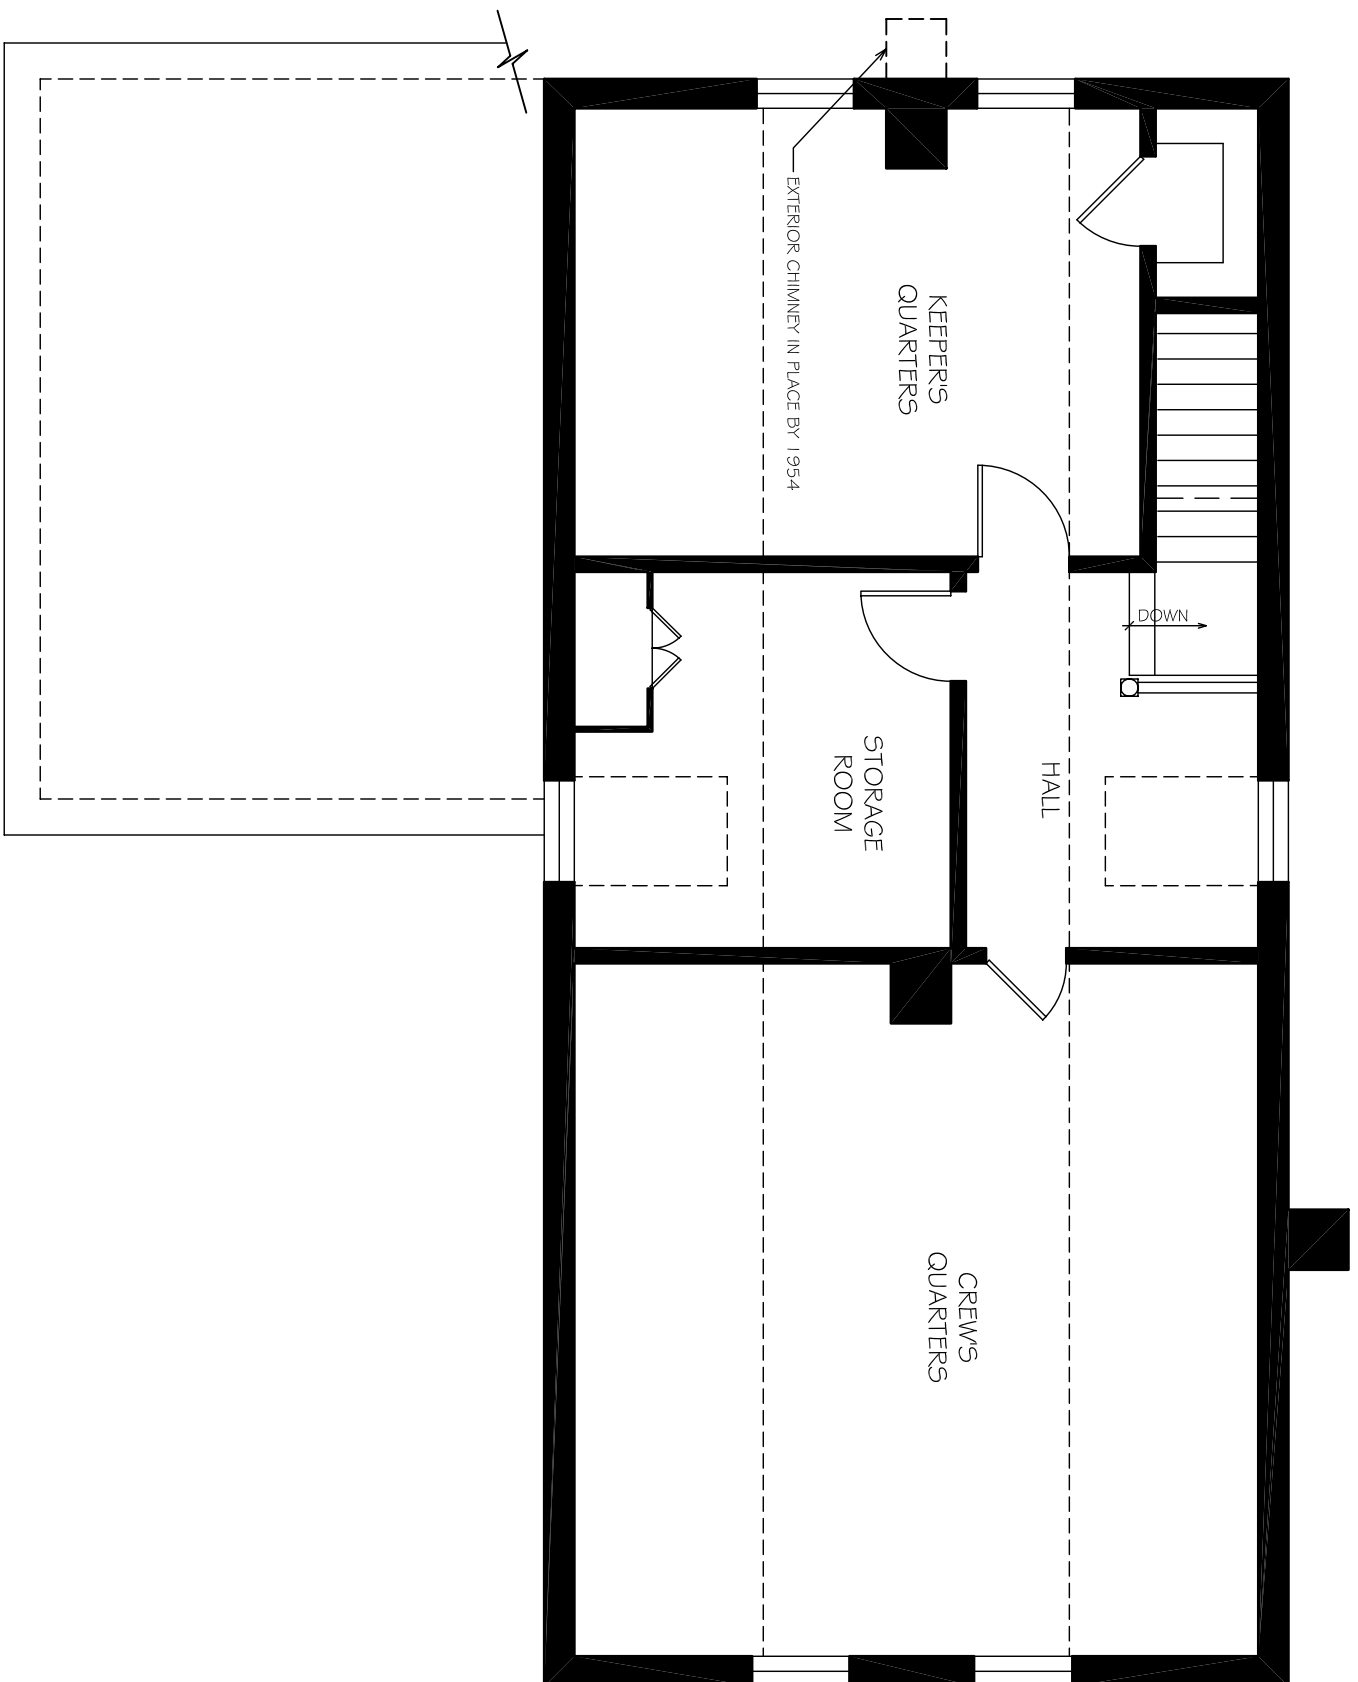 EXTERIOR CHIMNEY IN PLACE BY 1954
KEEPER'S
QUARTERS
DOWN
STORAGE
ROOM
HALL
CREW'S
QUARTERS